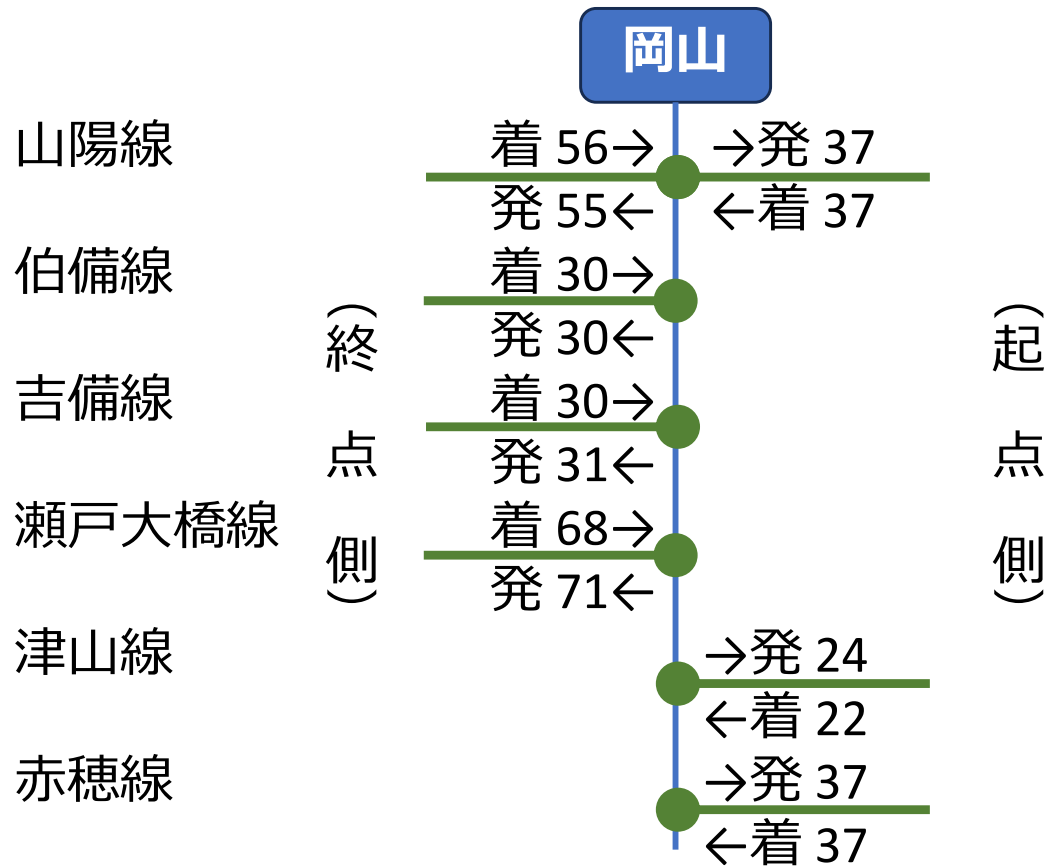 岡山
山陽線
着 56→ →発 37
発 55← ←着 37
伯備線
着 30→
発 30←
吉備線
着 30→
発 31←
瀬戸大橋線
着 68→
発 71←
津山線
→発 24
←着 22
赤穂線
→発 37
←着 37
（終点側）
（起点側）